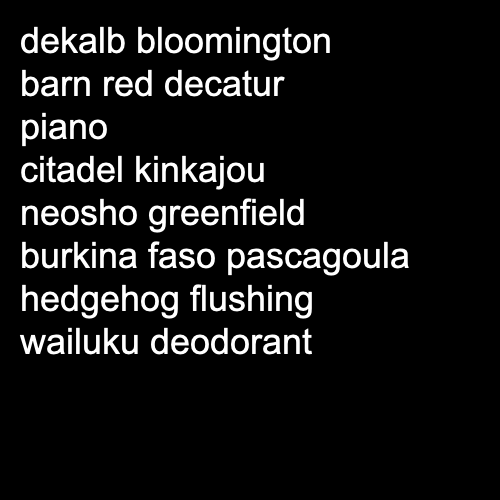 dekalb bloomington
barn red decatur
piano
citadel kinkajou
neosho greenfield
burkina faso pascagoula
hedgehog flushing
wailuku deodorant